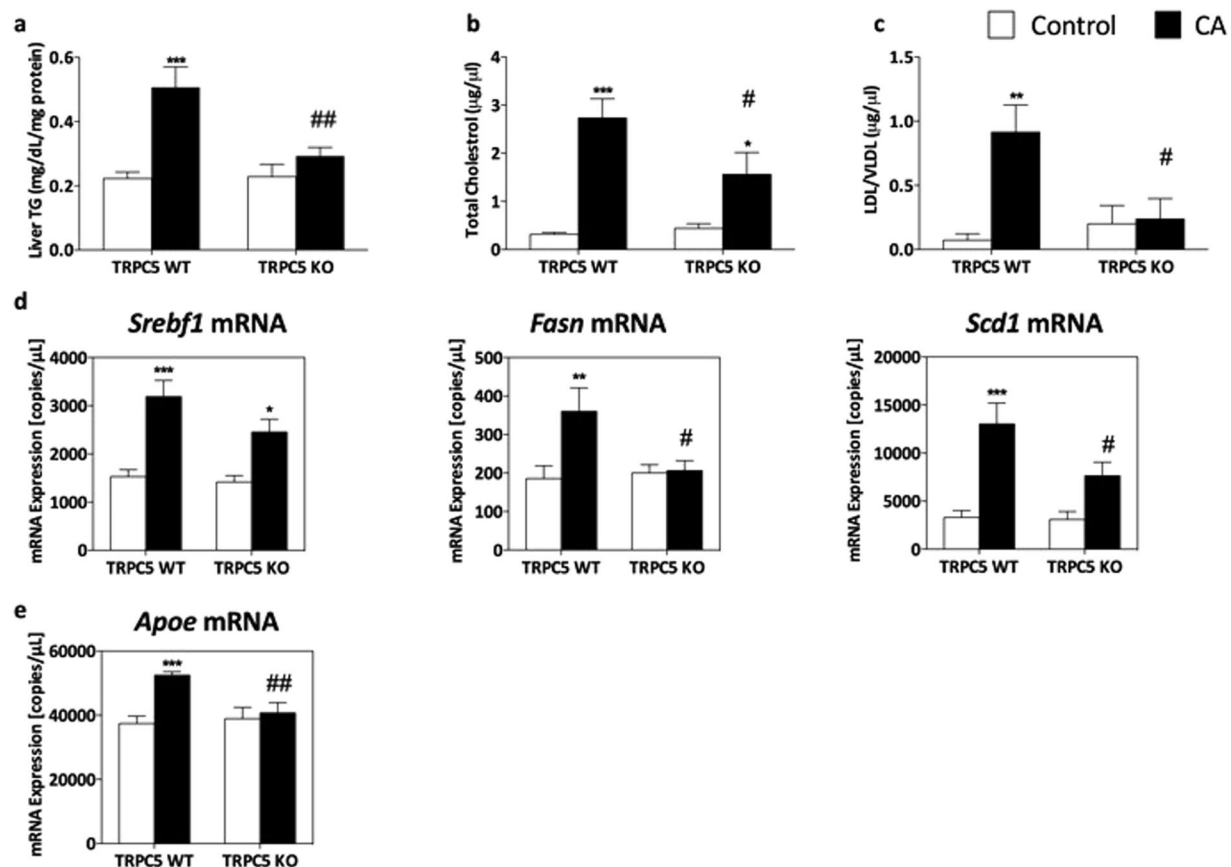 a
b
c
Control
CA
Liver TG (mg/dL/mg protein)
0.6
0.4
0.2
0.0
***
##
TRPC5 WT
TRPC5 KO
Total Cholestrol (µg/µl)
4
3
2
1
0
***
#
*
TRPC5 WT
TRPC5 KO
LDL/VLDL (µg/µl)
1.5
1.0
0.5
0.0
**
#
TRPC5 WT
TRPC5 KO
d
Srebf1 mRNA
mRNA Expression [copies/µL]
4000
3000
2000
1000
0
***
*
TRPC5 WT
TRPC5 KO
Fasn mRNA
mRNA Expression [copies/µL]
500
400
300
200
100
0
**
#
TRPC5 WT
TRPC5 KO
Scd1 mRNA
mRNA Expression [copies/µL]
20000
15000
10000
5000
0
***
#
TRPC5 WT
TRPC5 KO
e
Apoe mRNA
mRNA Expression [copies/µL]
60000
40000
20000
0
***
##
TRPC5 WT
TRPC5 KO